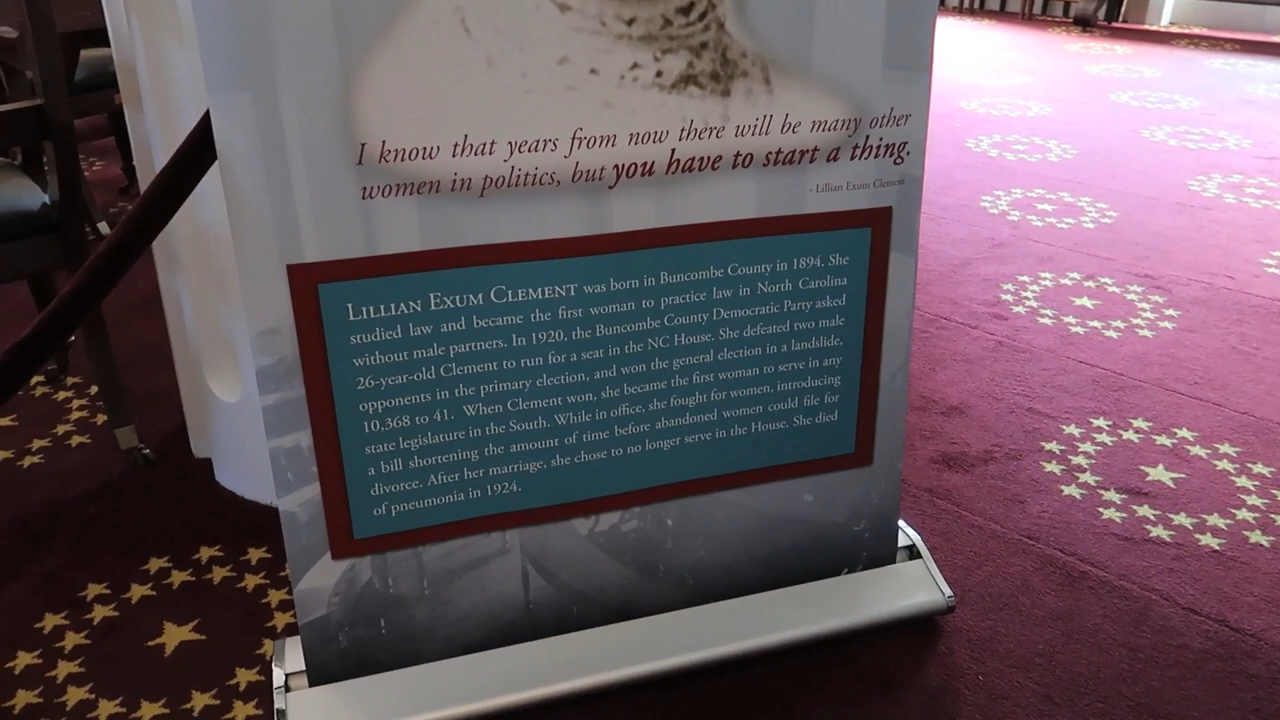 I know that years from now there will be many other
women in politics, but you have to start a thing.
- Lillian Exum Clement
LILLIAN EXUM CLEMENT was born in Buncombe County in 1894. She
studied law and became the first woman to practice law in North Carolina
without male partners. In 1920, the Buncombe County Democratic Party asked
26-year-old Clement to run for a seat in the NC House. She defeated two male
opponents in the primary election, and won the general election in a landslide,
10,368 to 41. When Clement won, she became the first woman to serve in any
state legislature in the South. While in office, she fought for women, introducing
a bill shortening the amount of time before abandoned women could file for
divorce. After her marriage, she chose to no longer serve in the House. She died
of pneumonia in 1924.